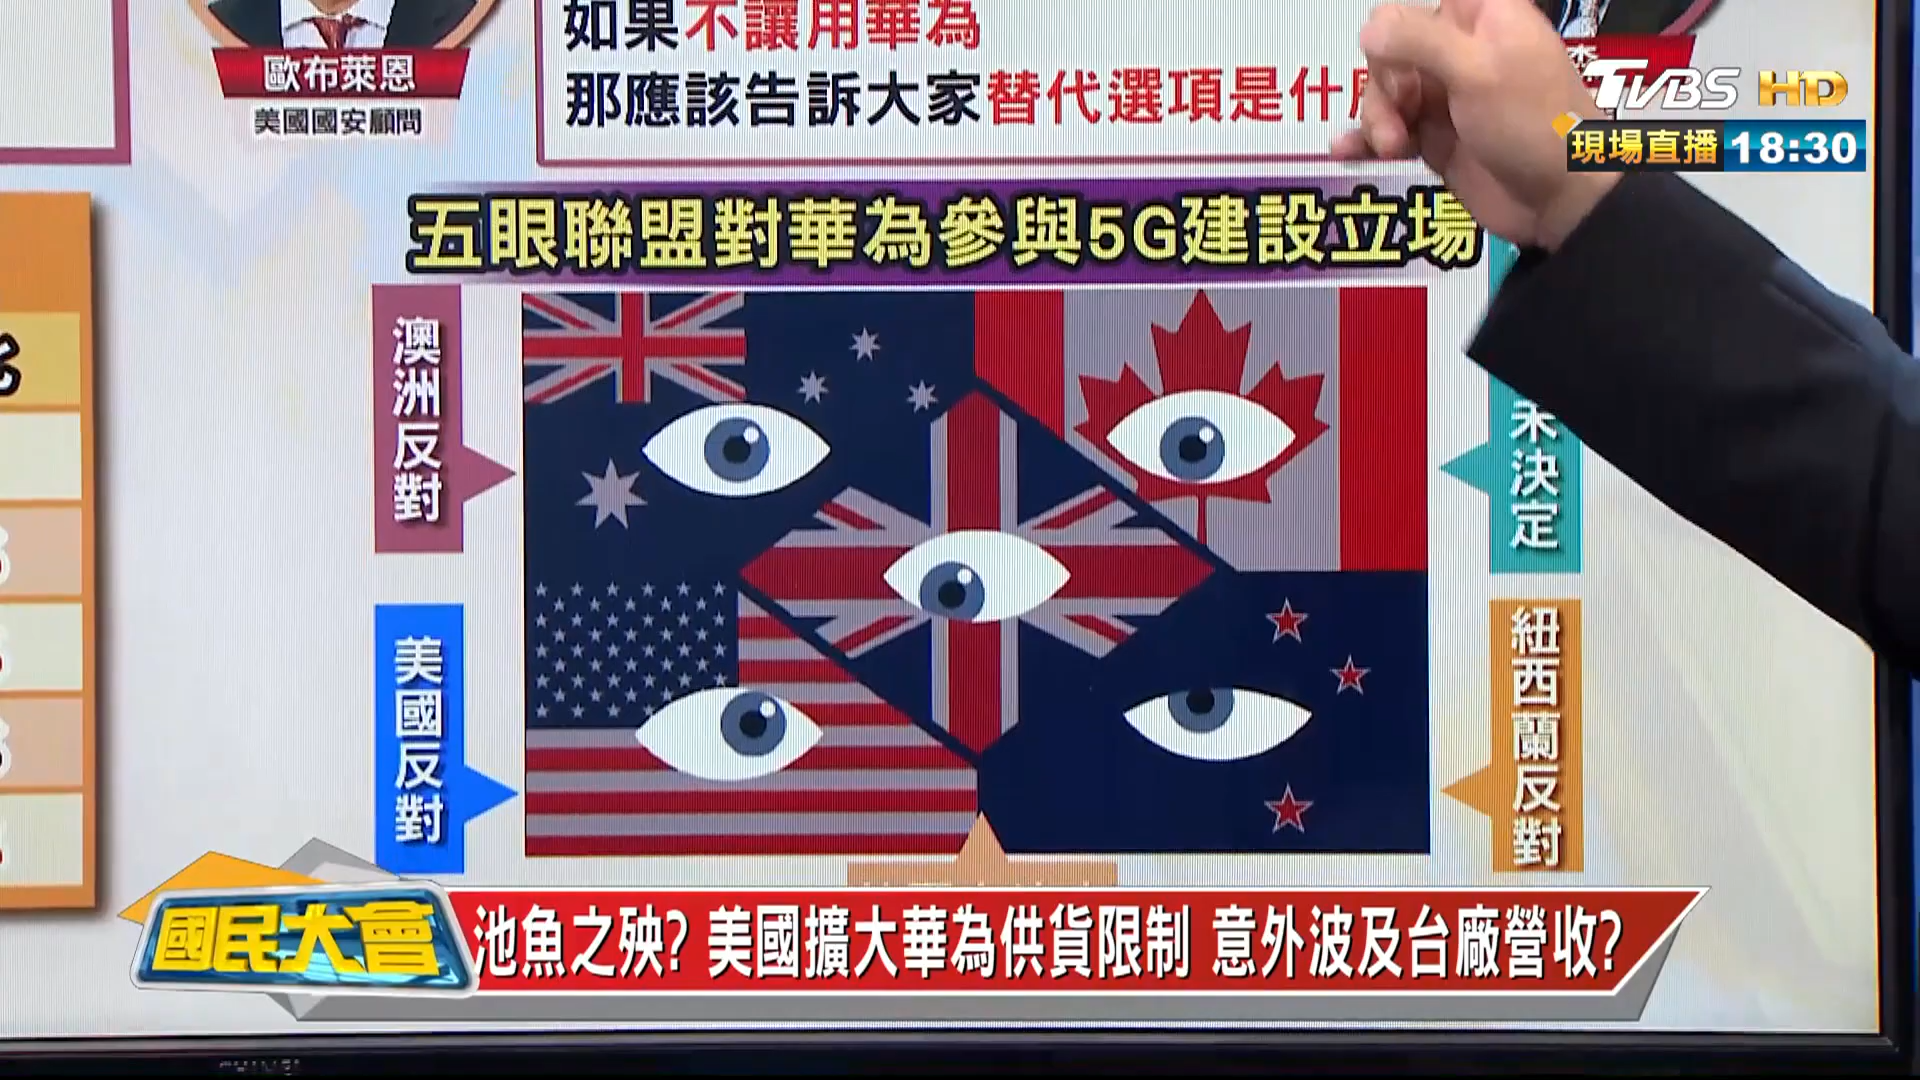 如果不讓用華為
那應該告訴大家替代選項是什
歐布萊恩
美國國安顧問
TVBS HD
現場直播 18:30
五眼聯盟對華為參與5G建設立場
澳洲反對
未決定
美國反對
紐西蘭反對
國民大會
池魚之殃? 美國擴大華為供貨限制 意外波及台廠營收?